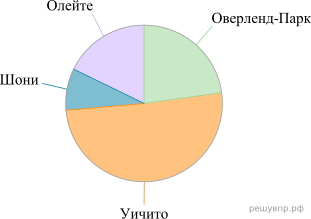 Олейте
Оверленд-Парк
Шони
Уичито
решувпр.рф